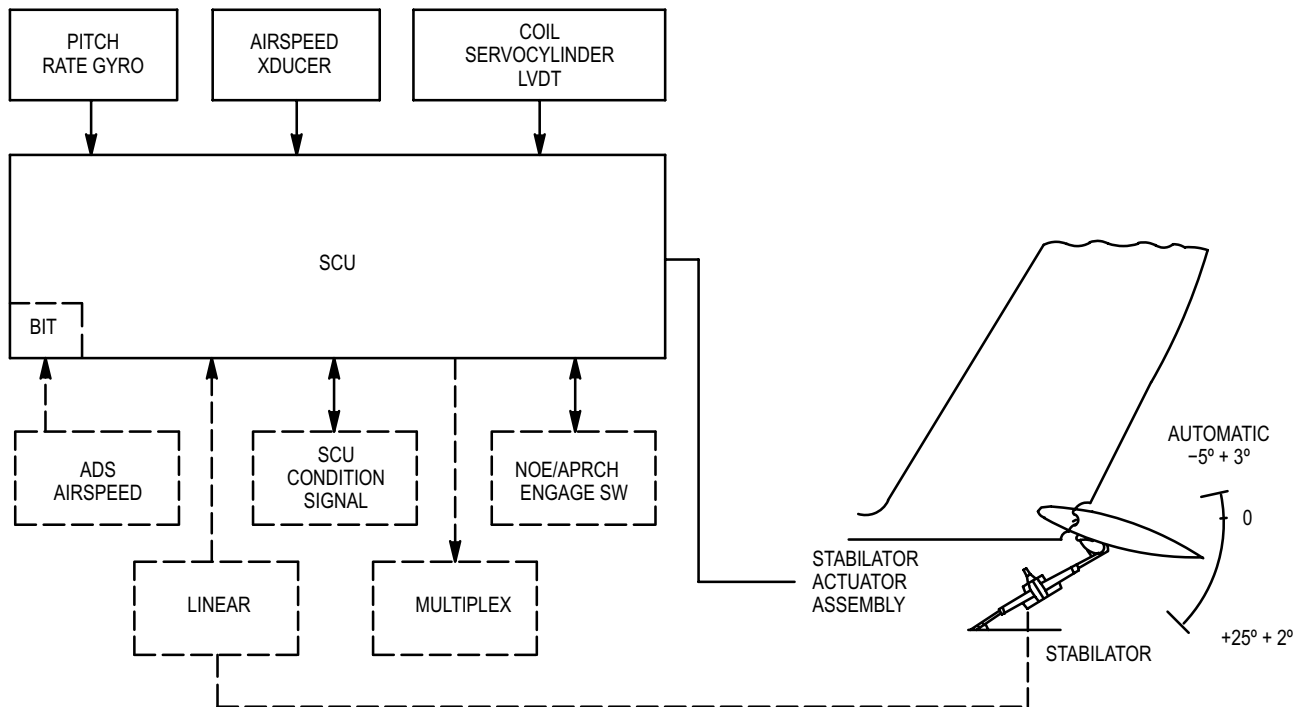 PITCH
RATE GYRO
AIRSPEED
XDUCER
COIL
SERVOCYLINDER
LVDT
SCU
BIT
ADS
AIRSPEED
SCU
CONDITION
SIGNAL
NOE/APRCH
ENGAGE SW
LINEAR
MULTIPLEX
STABILATOR
ACTUATOR
ASSEMBLY
AUTOMATIC
–5º + 3º
0
+25º + 2º
STABILATOR